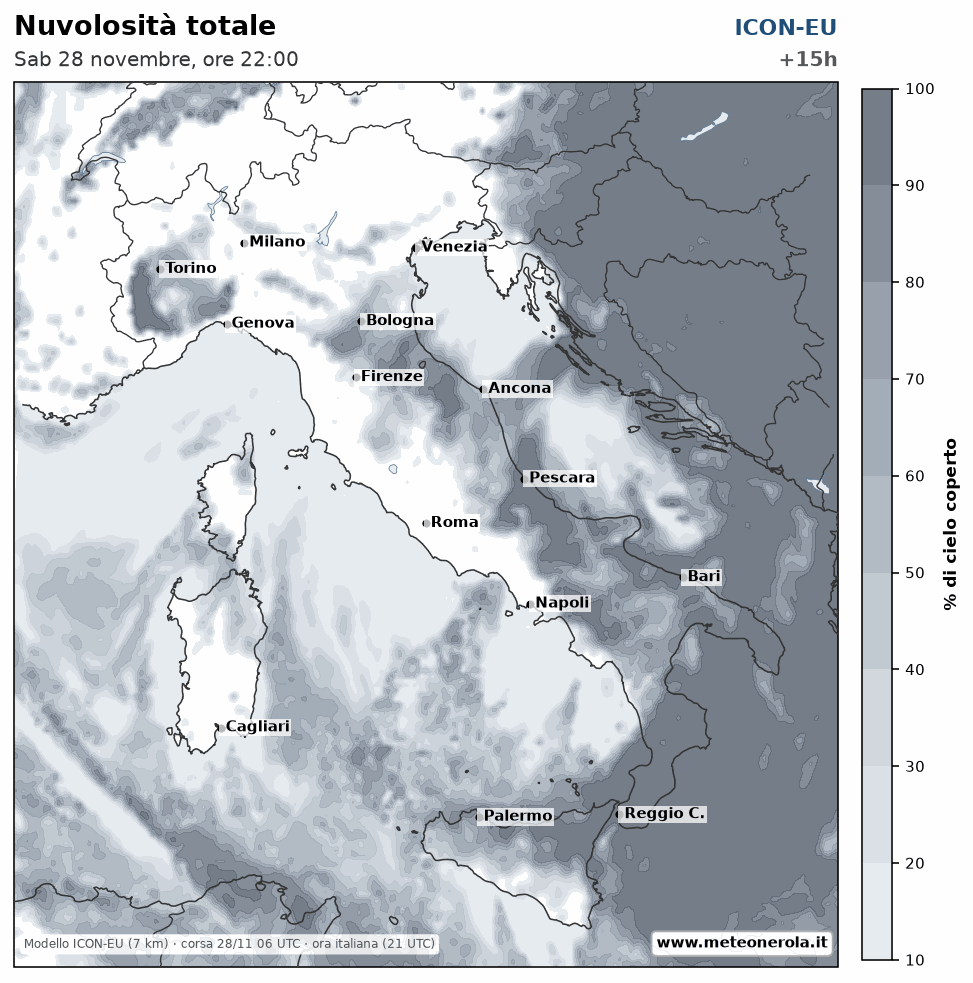 Nuvolosità totale
ICON-EU
Sab 28 novembre, ore 22:00
+15h
Milano
Venezia
Torino
Genova
Bologna
Firenze
Ancona
Pescara
Roma
Bari
Napoli
Cagliari
Palermo
Reggio C.
100
90
80
70
60
50
40
30
20
10
% di cielo coperto
Modello ICON-EU (7 km) · corsa 28/11 06 UTC · ora italiana (21 UTC)
www.meteonerola.it